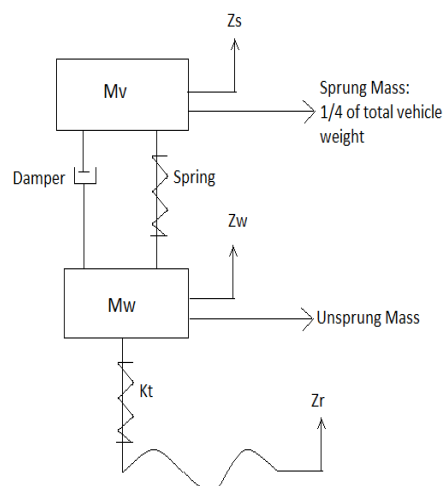 Zs
Mv
Sprung Mass:
1/4 of total vehicle
weight
Damper
Spring
Zw
Mw
Unsprung Mass
Kt
Zr